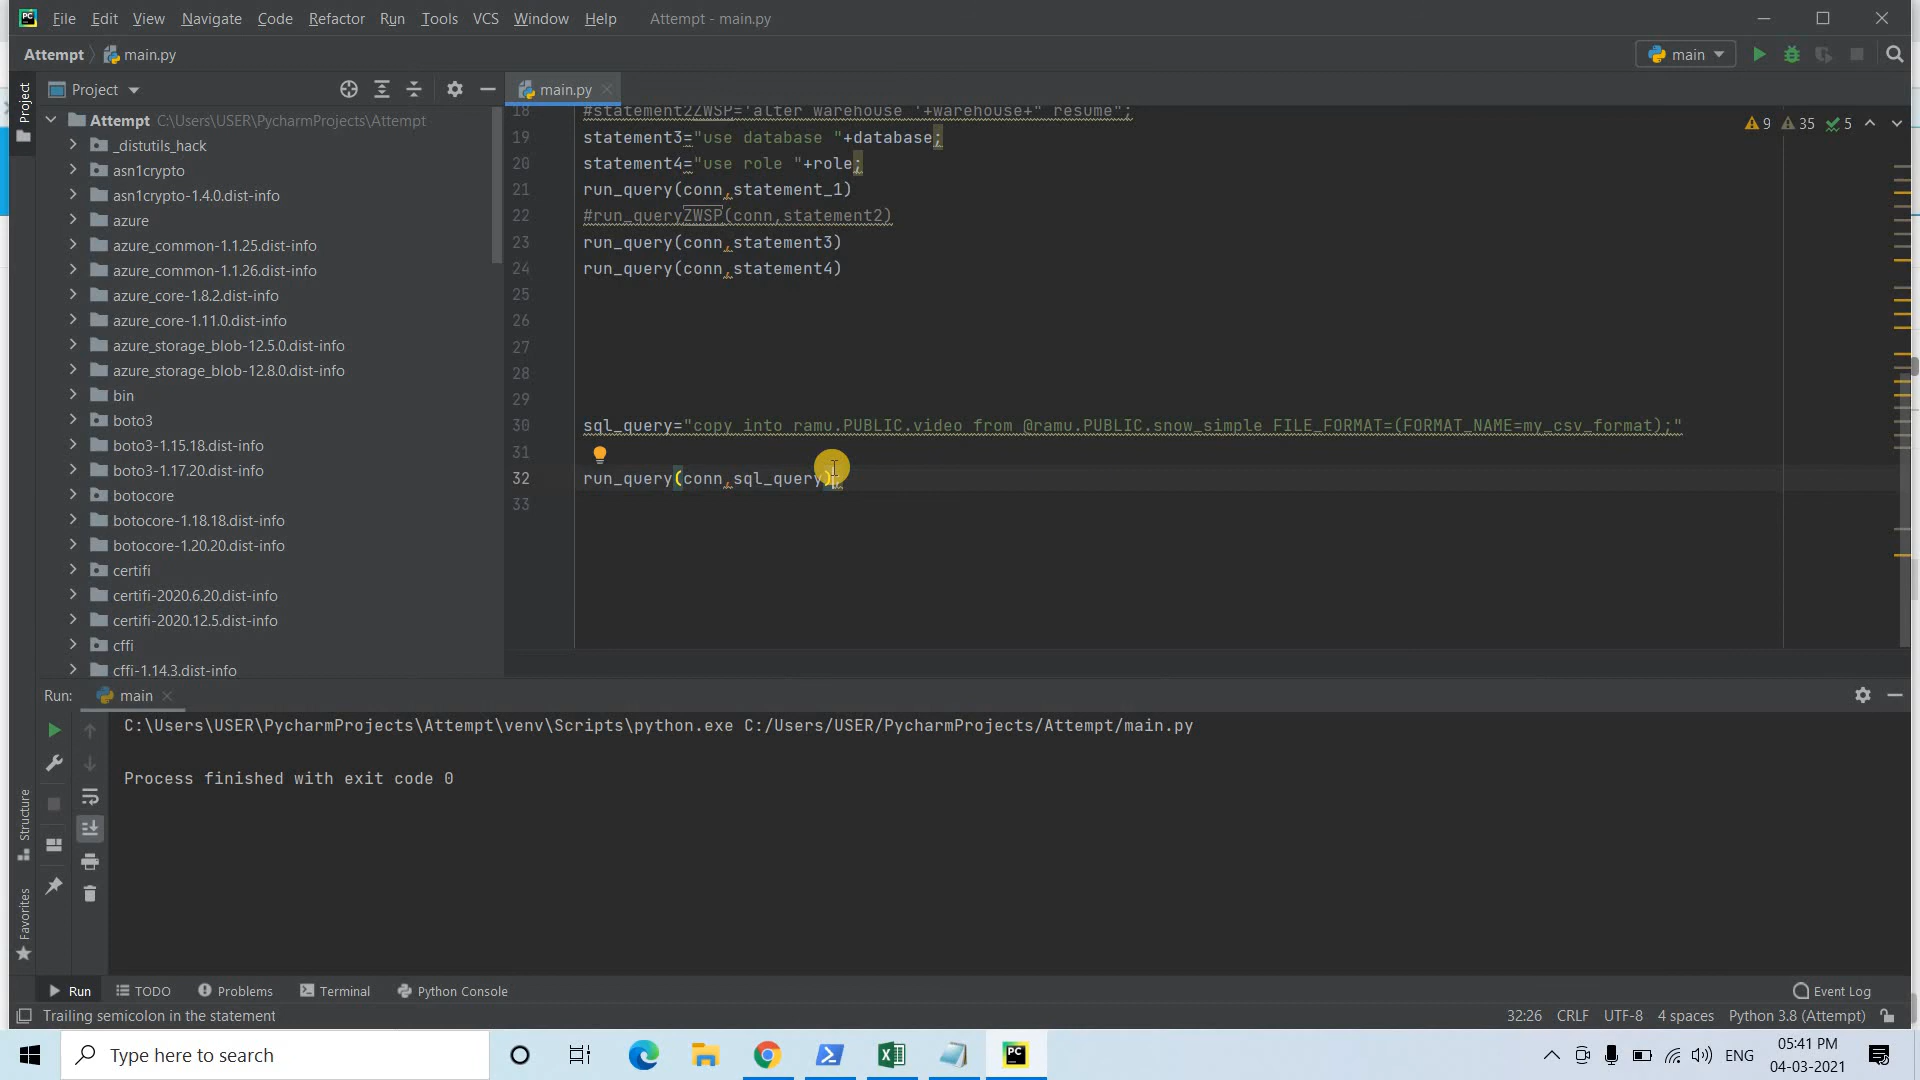 PC File Edit View Navigate Code Refactor Run Tools VCS Window Help Attempt - main.py
Attempt main.py main
Project
Project main.py
Attempt C:\Users\USER\PycharmProjects\Attempt
_distutils_hack
asn1crypto
asn1crypto-1.4.0.dist-info
azure
azure_common-1.1.25.dist-info
azure_common-1.1.26.dist-info
azure_core-1.8.2.dist-info
azure_core-1.11.0.dist-info
azure_storage_blob-12.5.0.dist-info
azure_storage_blob-12.8.0.dist-info
bin
boto3
boto3-1.15.18.dist-info
boto3-1.17.20.dist-info
botocore
botocore-1.18.18.dist-info
botocore-1.20.20.dist-info
certifi
certifi-2020.6.20.dist-info
certifi-2020.12.5.dist-info
cffi
cffi-1.14.3.dist-info
9 35 5
18 #statement2ZWSP='alter warehouse '+warehouse+" resume";
19 statement3="use database "+database;
20 statement4="use role "+role;
21 run_query(conn,statement_1)
22 #run_queryZWSP(conn,statement2)
23 run_query(conn,statement3)
24 run_query(conn,statement4)
25
26
27
28
29
30 sql_query="copy into ramu.PUBLIC.video from @ramu.PUBLIC.snow_simple FILE_FORMAT=(FORMAT_NAME=my_csv_format);"
31
32 run_query(conn,sql_query);
33
Run: main
C:\Users\USER\PycharmProjects\Attempt\venv\Scripts\python.exe C:/Users/USER/PycharmProjects/Attempt/main.py
Process finished with exit code 0
Structure
Favorites
Run TODO Problems Terminal Python Console Event Log
Trailing semicolon in the statement 32:26 CRLF UTF-8 4 spaces Python 3.8 (Attempt)
Type here to search PC ENG 05:41 PM
04-03-2021